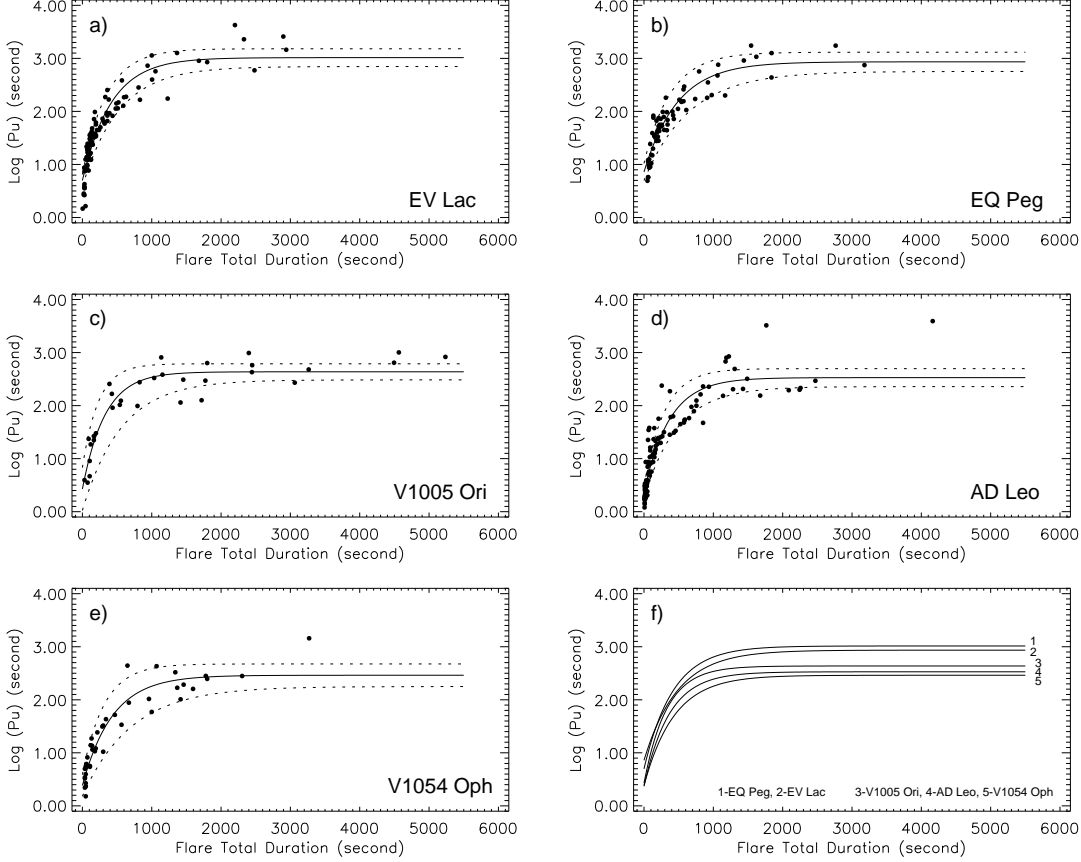 a)
4.00
3.00
2.00
1.00
0.00
Log (Pu) (second)
EV Lac
0 1000 2000 3000 4000 5000 6000
Flare Total Duration (second)
b)
4.00
3.00
2.00
1.00
0.00
Log (Pu) (second)
EQ Peg
0 1000 2000 3000 4000 5000 6000
Flare Total Duration (second)
c)
4.00
3.00
2.00
1.00
0.00
Log (Pu) (second)
V1005 Ori
0 1000 2000 3000 4000 5000 6000
Flare Total Duration (second)
d)
4.00
3.00
2.00
1.00
0.00
Log (Pu) (second)
AD Leo
0 1000 2000 3000 4000 5000 6000
Flare Total Duration (second)
e)
4.00
3.00
2.00
1.00
0.00
Log (Pu) (second)
V1054 Oph
0 1000 2000 3000 4000 5000 6000
Flare Total Duration (second)
f)
4.00
3.00
2.00
1.00
0.00
Log (Pu) (second)
1
2
3
4
5
1-EQ Peg, 2-EV Lac 3-V1005 Ori, 4-AD Leo, 5-V1054 Oph
0 1000 2000 3000 4000 5000 6000
Flare Total Duration (second)